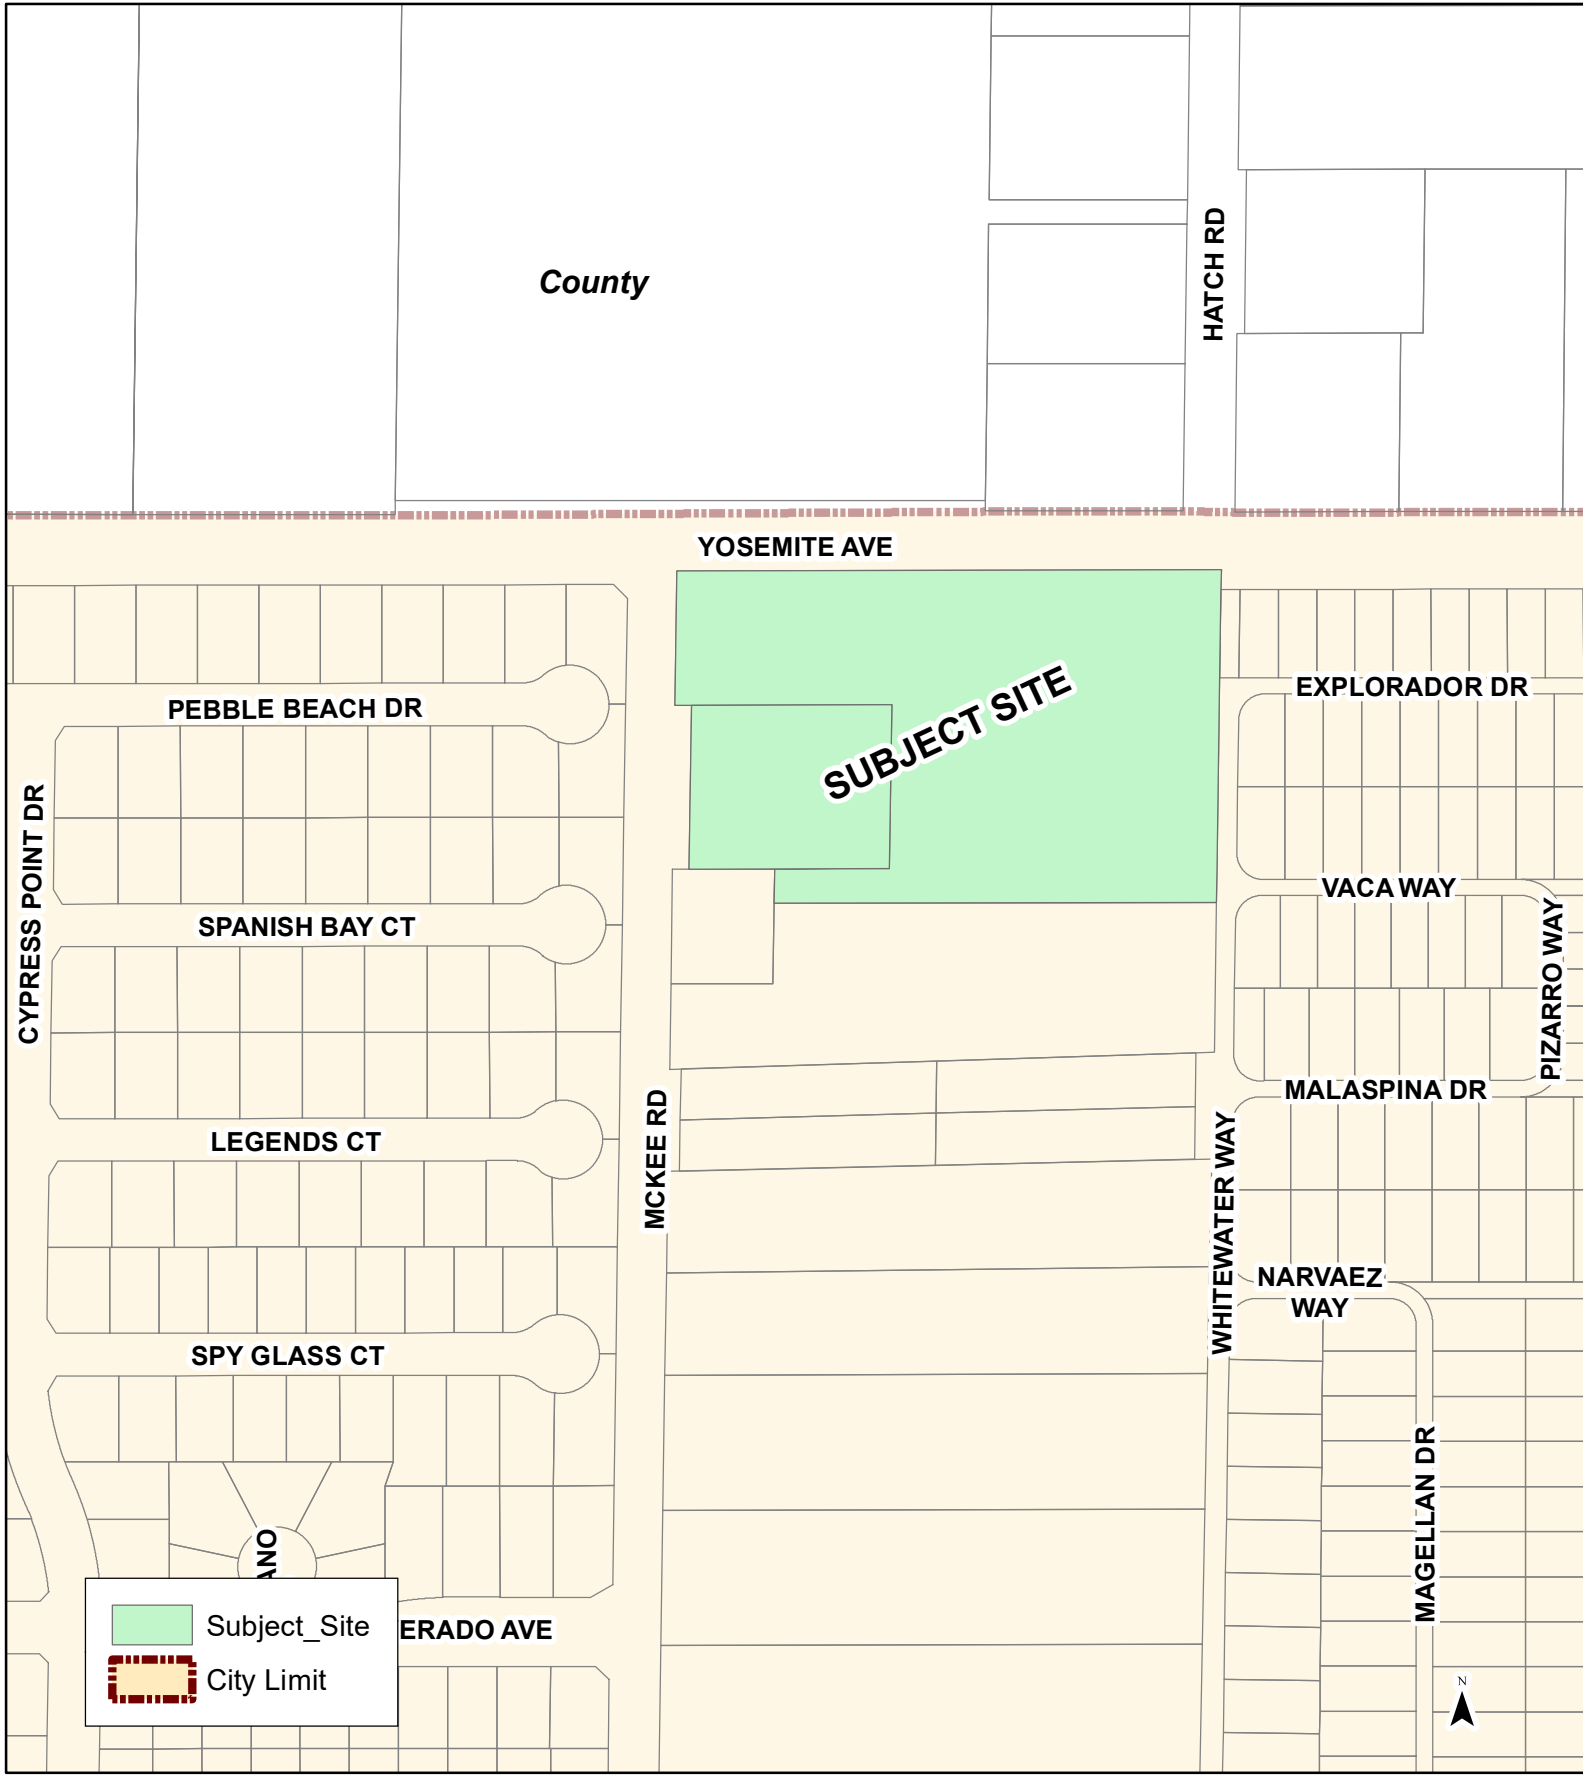 County
HATCH RD
YOSEMITE AVE
SUBJECT SITE
PEBBLE BEACH DR
EXPLORADOR DR
CYPRESS POINT DR
VACA WAY
SPANISH BAY CT
PIZARRO WAY
MALASPINA DR
LEGENDS CT
MCKEE RD
WHITEWATER WAY
NARVAEZ
WAY
SPY GLASS CT
MAGELLAN DR
ANO
Subject_Site
ERADO AVE
City Limit
N